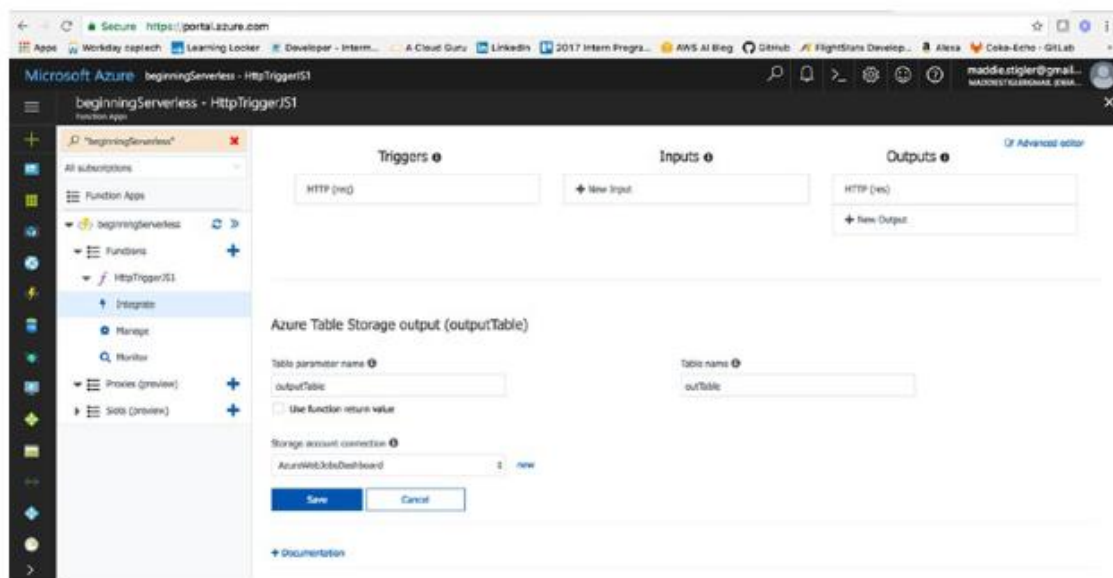 Secure https://portal.azure.com
Apps Workday captech Learning Locker Developer - Interm... A Cloud Guru LinkedIn 2017 Intern Progra... AWS AI Blog GitHub FlightStats Develop... Alexa Coke-Echo - GitLab
Microsoft Azure beginningServerless - HttpTriggerJS1
maddie.stigler@gmail...
beginningServerless - HttpTriggerJS1
Function Apps
"beginningServerless"
All subscriptions
Function Apps
beginningServerless
Functions
HttpTriggerJS1
Integrate
Manage
Monitor
Proxies (preview)
Slots (preview)
Advanced editor
Triggers
Inputs
Outputs
HTTP (req)
New Input
HTTP (res)
New Output
Azure Table Storage output (outputTable)
Table parameter name
Table name
outputTable
outTable
Use function return value
Storage account connection
AzureWebJobsDashboard
new
Save
Cancel
+ Documentation